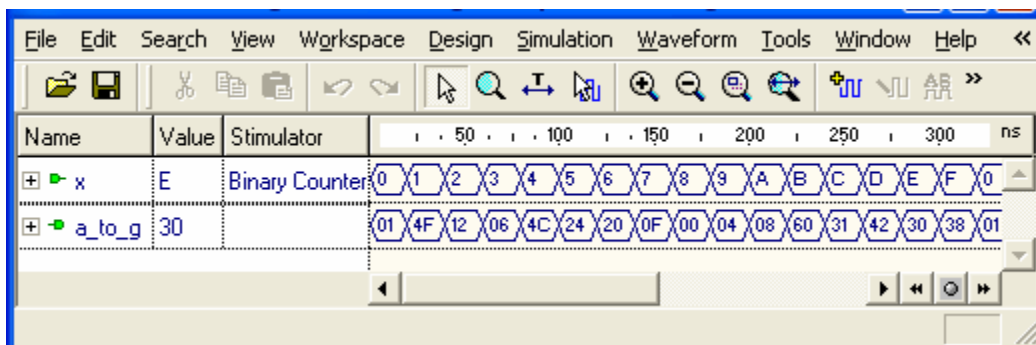 File Edit Search View Workspace Design Simulation Waveform Tools Window Help «
T AB »
Name Value Stimulator 50 100 150 200 250 300 ns
x E Binary Counter 0 1 2 3 4 5 6 7 8 9 A B C D E F 0
a_to_g 30 01 4F 12 06 4C 24 20 0F 00 04 08 60 31 42 30 38 01